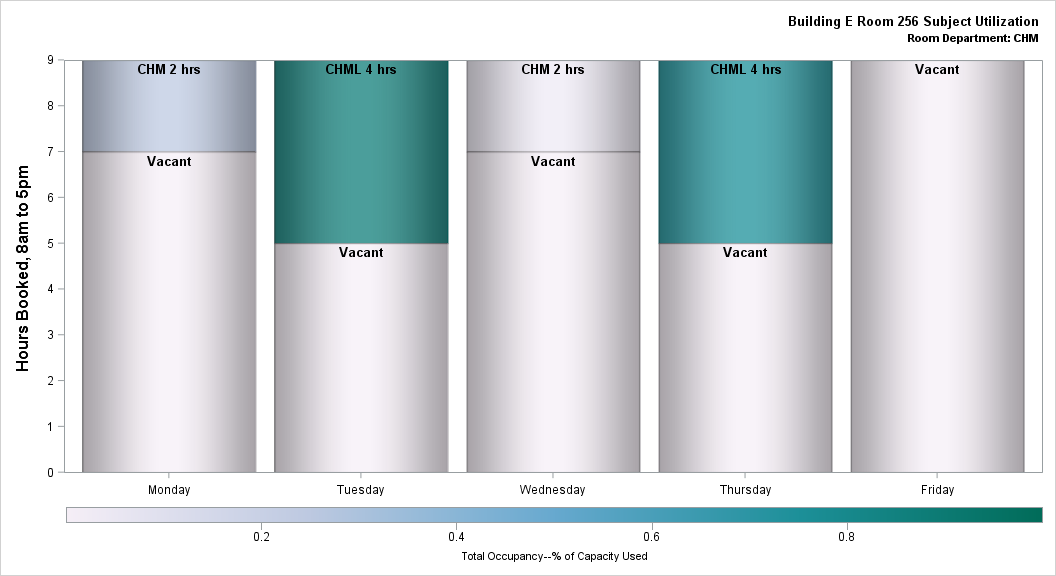 Building E Room 256 Subject Utilization
Room Department: CHM
Hours Booked, 8am to 5pm
9
8
7
6
5
4
3
2
1
0
CHM 2 hrs
Vacant
CHML 4 hrs
Vacant
CHM 2 hrs
Vacant
CHML 4 hrs
Vacant
Vacant
Monday Tuesday Wednesday Thursday Friday
0.2 0.4 0.6 0.8
Total Occupancy--% of Capacity Used